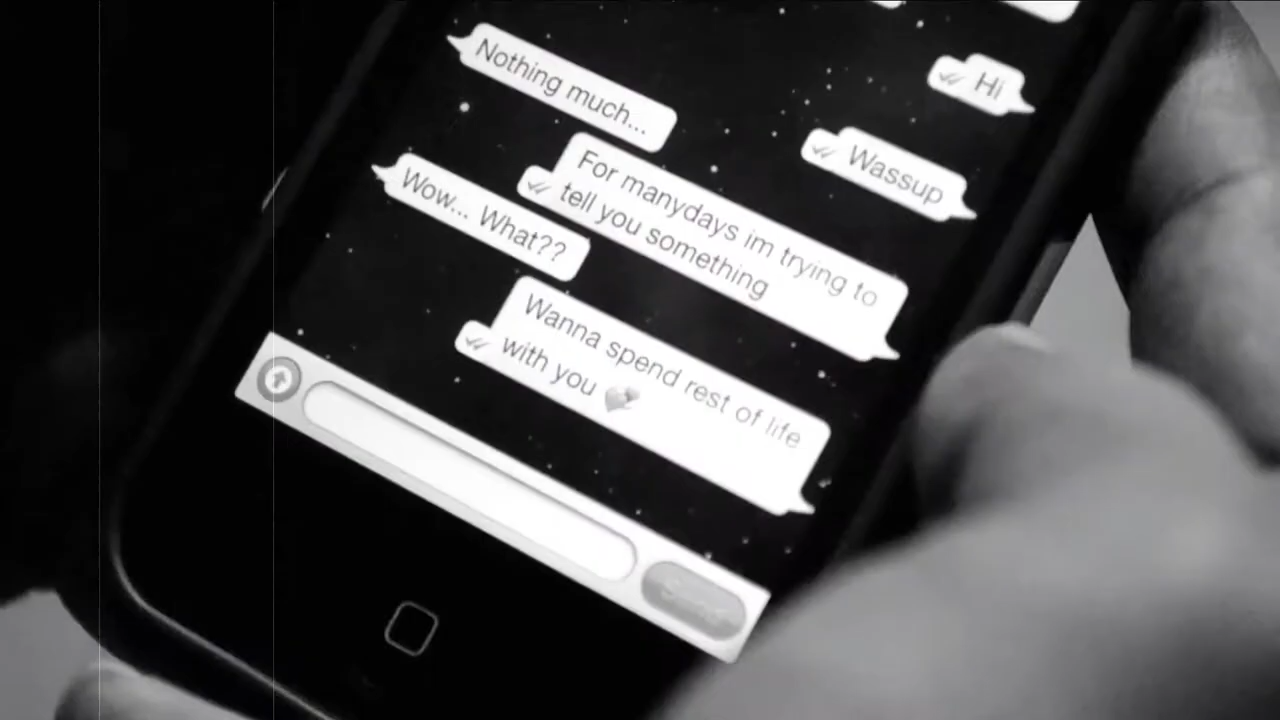 Hi
Wassup
Nothing much...
For manydays im trying to
tell you something
Wow... What??
Wanna spend rest of life
with you 💕
Send